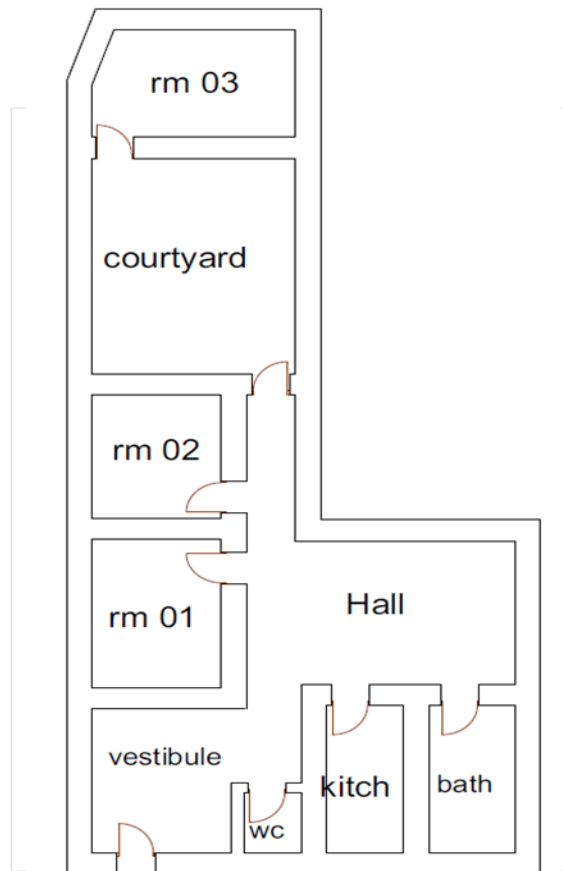 rm 03
courtyard
rm 02
Hall
rm 01
vestibule
kitch
bath
wc